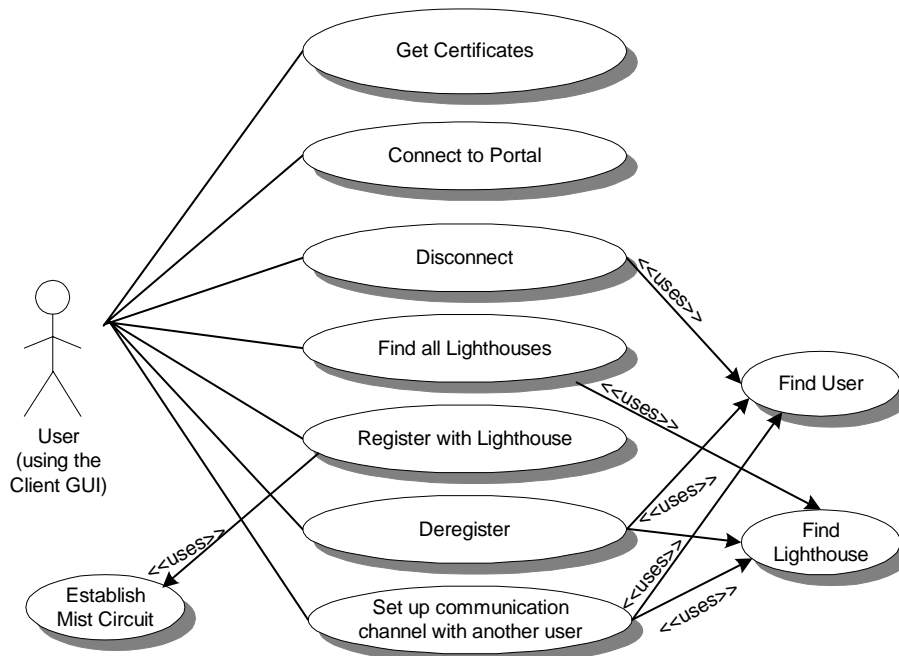 Get Certificates
Connect to Portal
Disconnect
<<uses>>
Find all Lighthouses
Find User
<<uses>>
User
(using the
Client GUI)
Register with Lighthouse
<<uses>>
Deregister
Find
Lighthouse
<<uses>>
<<uses>>
Establish
Mist Circuit
Set up communication
channel with another user
<<uses>>